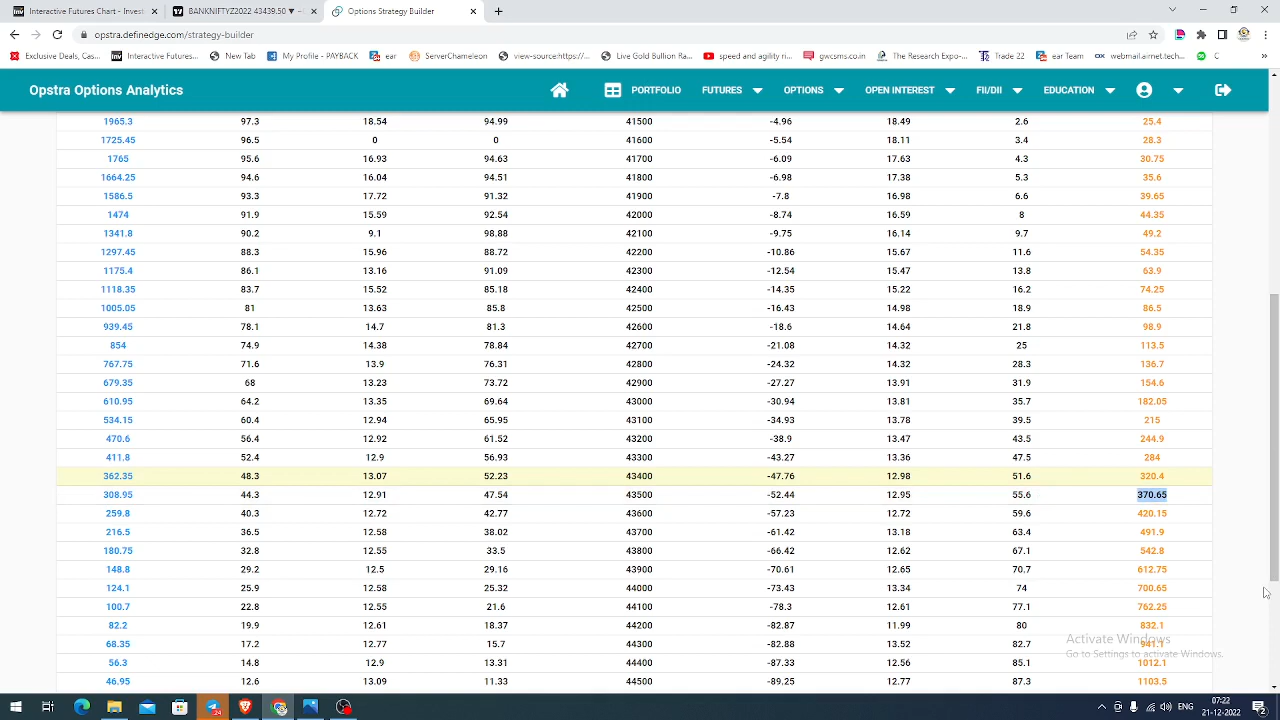 Interactive Futures Chart - Invest
BANKNIFTYZ2022 43439.50 ▼ -
Options Strategy Builder
opstra.definedge.com/strategy-builder
Exclusive Deals, Cas... Interactive Futures... New Tab My Profile - PAYBACK ear ServerChameleon view-source:https:/... Live Gold Bullion Ra... speed and agility ri... gwcsms.co.in The Research Expo-... Trade 22 ear Team webmail.airnet.tech...
Opstra Options Analytics PORTFOLIO FUTURES OPTIONS OPEN INTEREST FII/DII EDUCATION
1965.3 97.3 18.54 94.99 41500 -4.96 18.49 2.6 25.4
1725.45 96.5 0 0 41600 -5.54 18.11 3.4 28.3
1765 95.6 16.93 94.63 41700 -6.09 17.63 4.3 30.75
1664.25 94.6 16.04 94.51 41800 -6.98 17.38 5.3 35.6
1586.5 93.3 17.72 91.32 41900 -7.8 16.98 6.6 39.65
1474 91.9 15.59 92.54 42000 -8.74 16.59 8 44.35
1341.8 90.2 9.1 98.88 42100 -9.75 16.14 9.7 49.2
1297.45 88.3 15.96 88.72 42200 -10.86 15.67 11.6 54.35
1175.4 86.1 13.16 91.09 42300 -12.54 15.47 13.8 63.9
1118.35 83.7 15.52 85.18 42400 -14.35 15.22 16.2 74.25
1005.05 81 13.63 85.8 42500 -16.43 14.98 18.9 86.5
939.45 78.1 14.7 81.3 42600 -18.6 14.64 21.8 98.9
854 74.9 14.38 78.84 42700 -21.08 14.32 25 113.5
767.75 71.6 13.9 76.31 42800 -24.32 14.32 28.3 136.7
679.35 68 13.23 73.72 42900 -27.27 13.91 31.9 154.6
610.95 64.2 13.35 69.64 43000 -30.94 13.81 35.7 182.05
534.15 60.4 12.94 65.95 43100 -34.93 13.78 39.5 215
470.6 56.4 12.92 61.52 43200 -38.9 13.47 43.5 244.9
411.8 52.4 12.9 56.93 43300 -43.27 13.36 47.5 284
362.35 48.3 13.07 52.23 43400 -47.76 12.98 51.6 320.4
308.95 44.3 12.91 47.54 43500 -52.44 12.95 55.6 370.65
259.8 40.3 12.72 42.77 43600 -57.23 12.72 59.6 420.15
216.5 36.5 12.58 38.02 43700 -61.42 13.18 63.4 491.9
180.75 32.8 12.55 33.5 43800 -66.42 12.62 67.1 542.8
148.8 29.2 12.5 29.16 43900 -70.61 12.65 70.7 612.75
124.1 25.9 12.58 25.32 44000 -73.43 13.34 74 700.65
100.7 22.8 12.55 21.6 44100 -78.3 12.61 77.1 762.25
82.2 19.9 12.61 18.37 44200 -82.87 11.99 80 832.1
68.35 17.2 12.77 15.7 44300 -82.88 13.52 82.7 941.1
56.3 14.8 12.9 13.31 44400 -87.33 12.56 85.1 1012.1
46.95 12.6 13.09 11.33 44500 -89.25 12.77 87.3 1103.5
Activate Windows
Go to Settings to activate Windows.
24
07:22
21-12-2022
2